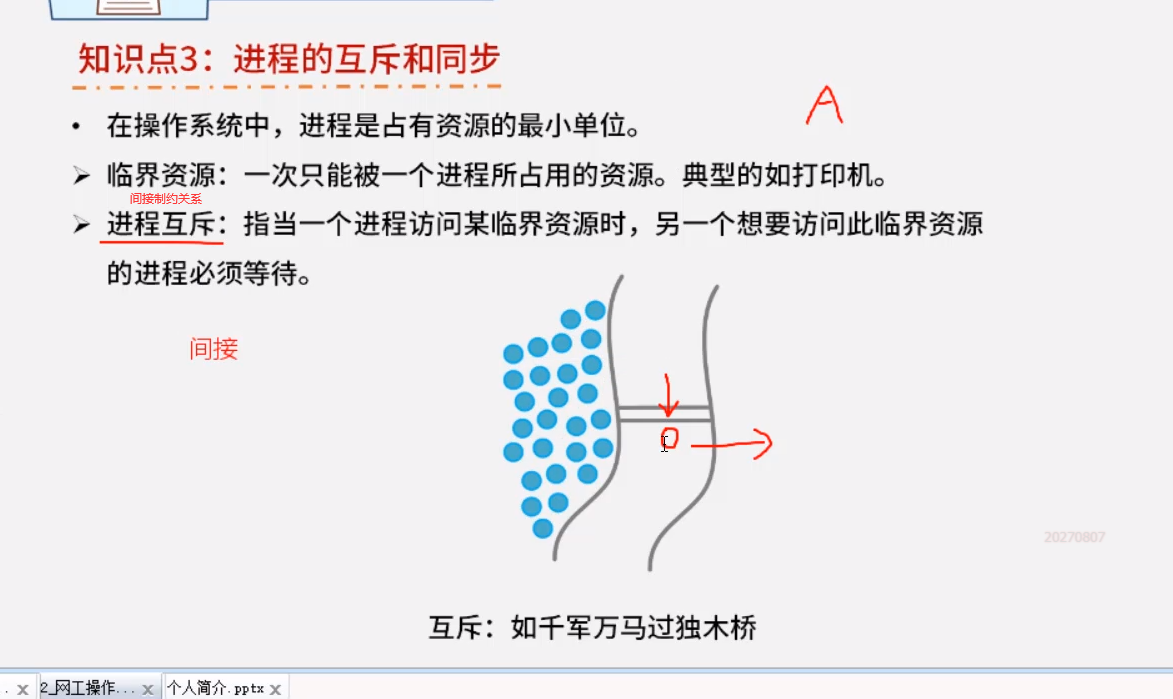 知识点3：进程的互斥和同步
A
• 在操作系统中，进程是占有资源的最小单位。
➢ 临界资源：一次只能被一个进程所占用的资源。典型的如打印机。
间接制约关系
➢ 进程互斥：指当一个进程访问某临界资源时，另一个想要访问此临界资源
的进程必须等待。
间接
0
20270807
互斥：如千军万马过独木桥
. x 2_网工操作... x 个人简介.pptx x